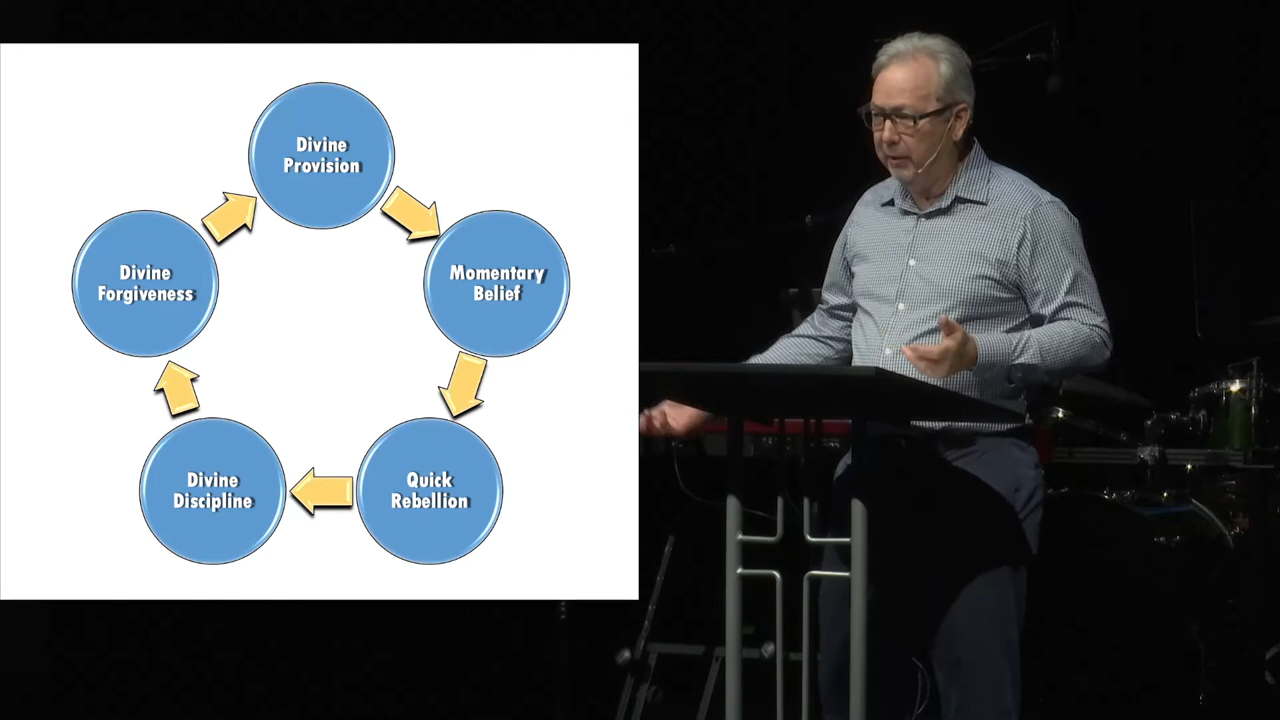 Divine
Provision
Momentary
Belief
Quick
Rebellion
Divine
Discipline
Divine
Forgiveness